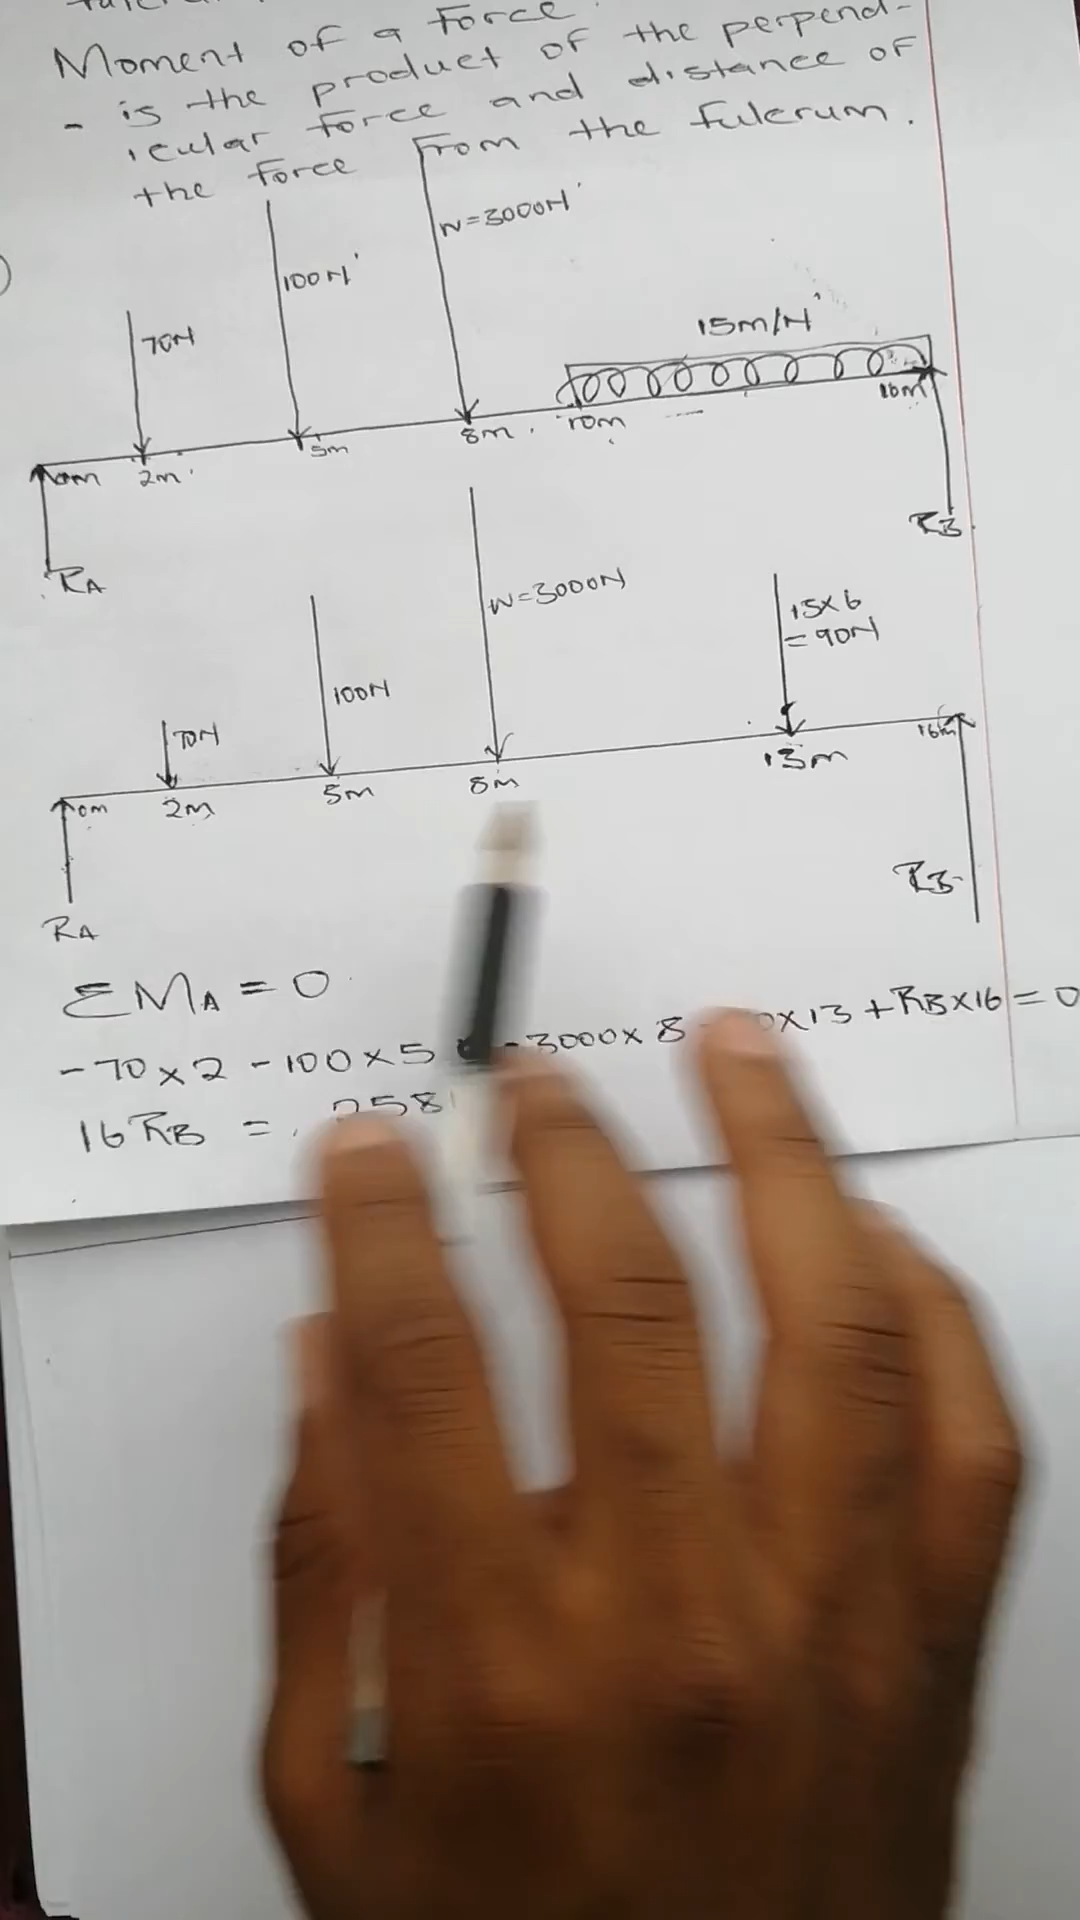 Moment of a Force.
- is the product of the perpend-
icular force and distance of
the force from the fulcrum.
W=3000N
100N
70N
15m/N
0m 2m 5m 8m 10m 16m
RA
RB
W=3000N
15x6
=90N
100N
70N
0m 2m 5m 8m 13m 16m
RA
RB
ΣMA = 0
-70x2 -100x5 -3000x8 x13 +RBx16 = 0
16RB =